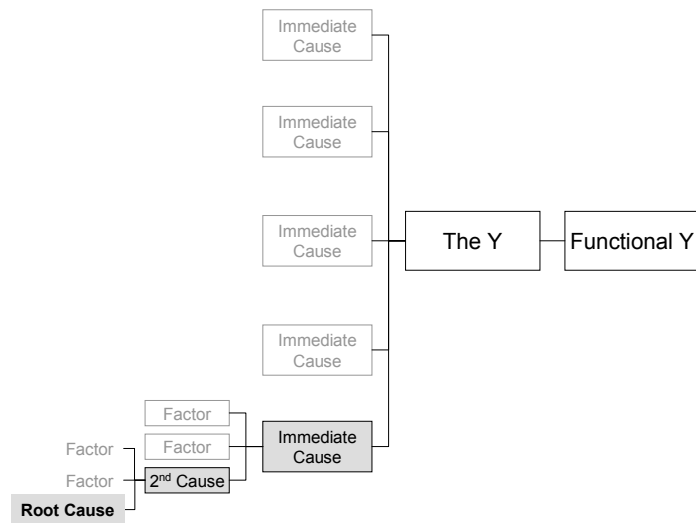 Immediate
Cause
Immediate
Cause
Immediate
Cause
The Y
Functional Y
Immediate
Cause
Factor
Factor
Immediate
Cause
Factor
Factor
2nd Cause
Root Cause